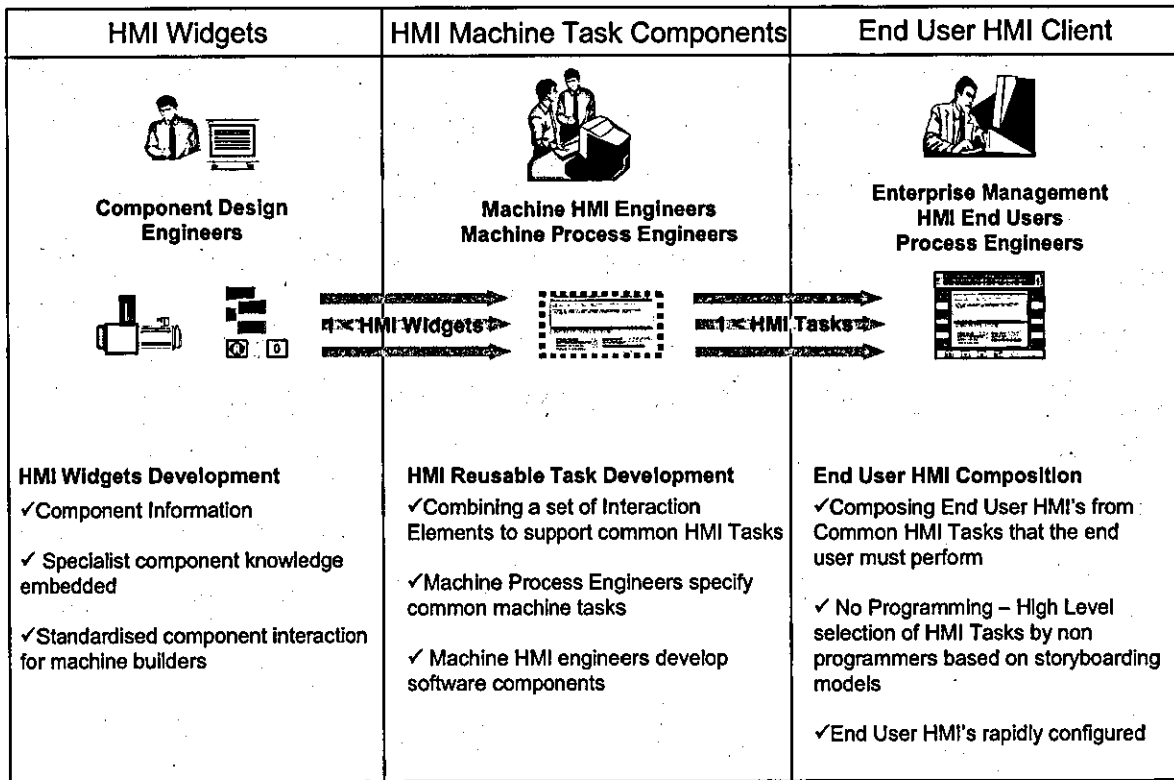 HMI Widgets
HMI Machine Task Components
End User HMI Client
Component Design
Engineers
Machine HMI Engineers
Machine Process Engineers
Enterprise Management
HMI End Users
Process Engineers
HMI Widgets
HMI Tasks
HMI Widgets Development
✓Component Information
✓ Specialist component knowledge
embedded
✓Standardised component interaction
for machine builders
HMI Reusable Task Development
✓Combining a set of Interaction
Elements to support common HMI Tasks
✓Machine Process Engineers specify
common machine tasks
✓ Machine HMI engineers develop
software components
End User HMI Composition
✓Composing End User HMI's from
Common HMI Tasks that the end
user must perform
✓ No Programming – High Level
selection of HMI Tasks by non
programmers based on storyboarding
models
✓End User HMI's rapidly configured